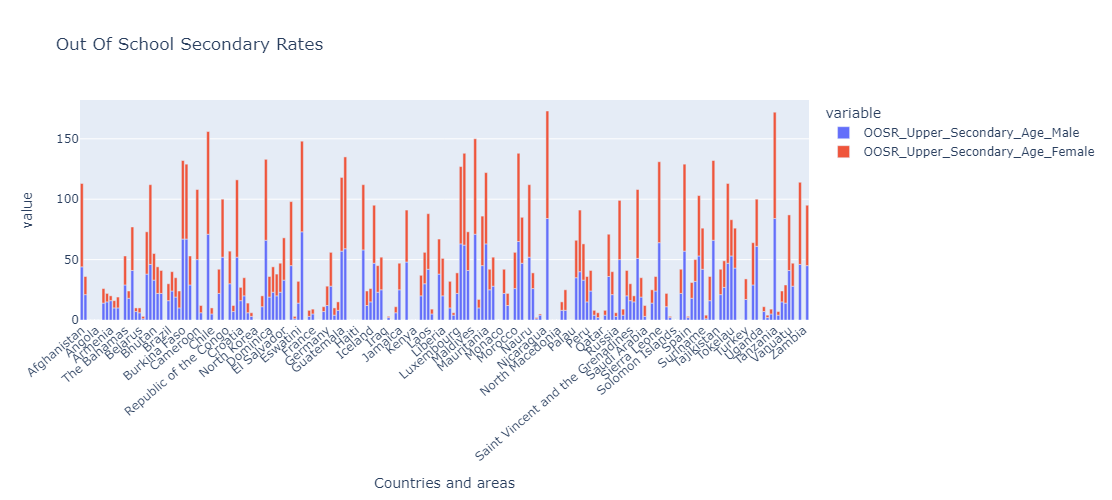 Out Of School Secondary Rates
variable
OOSR_Upper_Secondary_Age_Male
OOSR_Upper_Secondary_Age_Female
value
150
100
50
0
Afghanistan
Angola
Armenia
The Bahamas
Belarus
Bhutan
Brazil
Burkina Faso
Cameroon
Chile
Republic of the Congo
Croatia
North Korea
Dominica
El Salvador
Eswatini
France
Germany
Guatemala
Haiti
Iceland
Iraq
Jamaica
Kenya
Laos
Liberia
Luxembourg
Madagascar
Maldives
Mauritania
Monaco
Morocco
Nauru
Nicaragua
North Macedonia
Palau
Peru
Qatar
Russia
Saint Vincent and the Grenadines
Saudi Arabia
Sierra Leone
Solomon Islands
Spain
Suriname
Tajikistan
Tokelau
Turkey
Uganda
Tanzania
Vanuatu
Zambia
Countries and areas